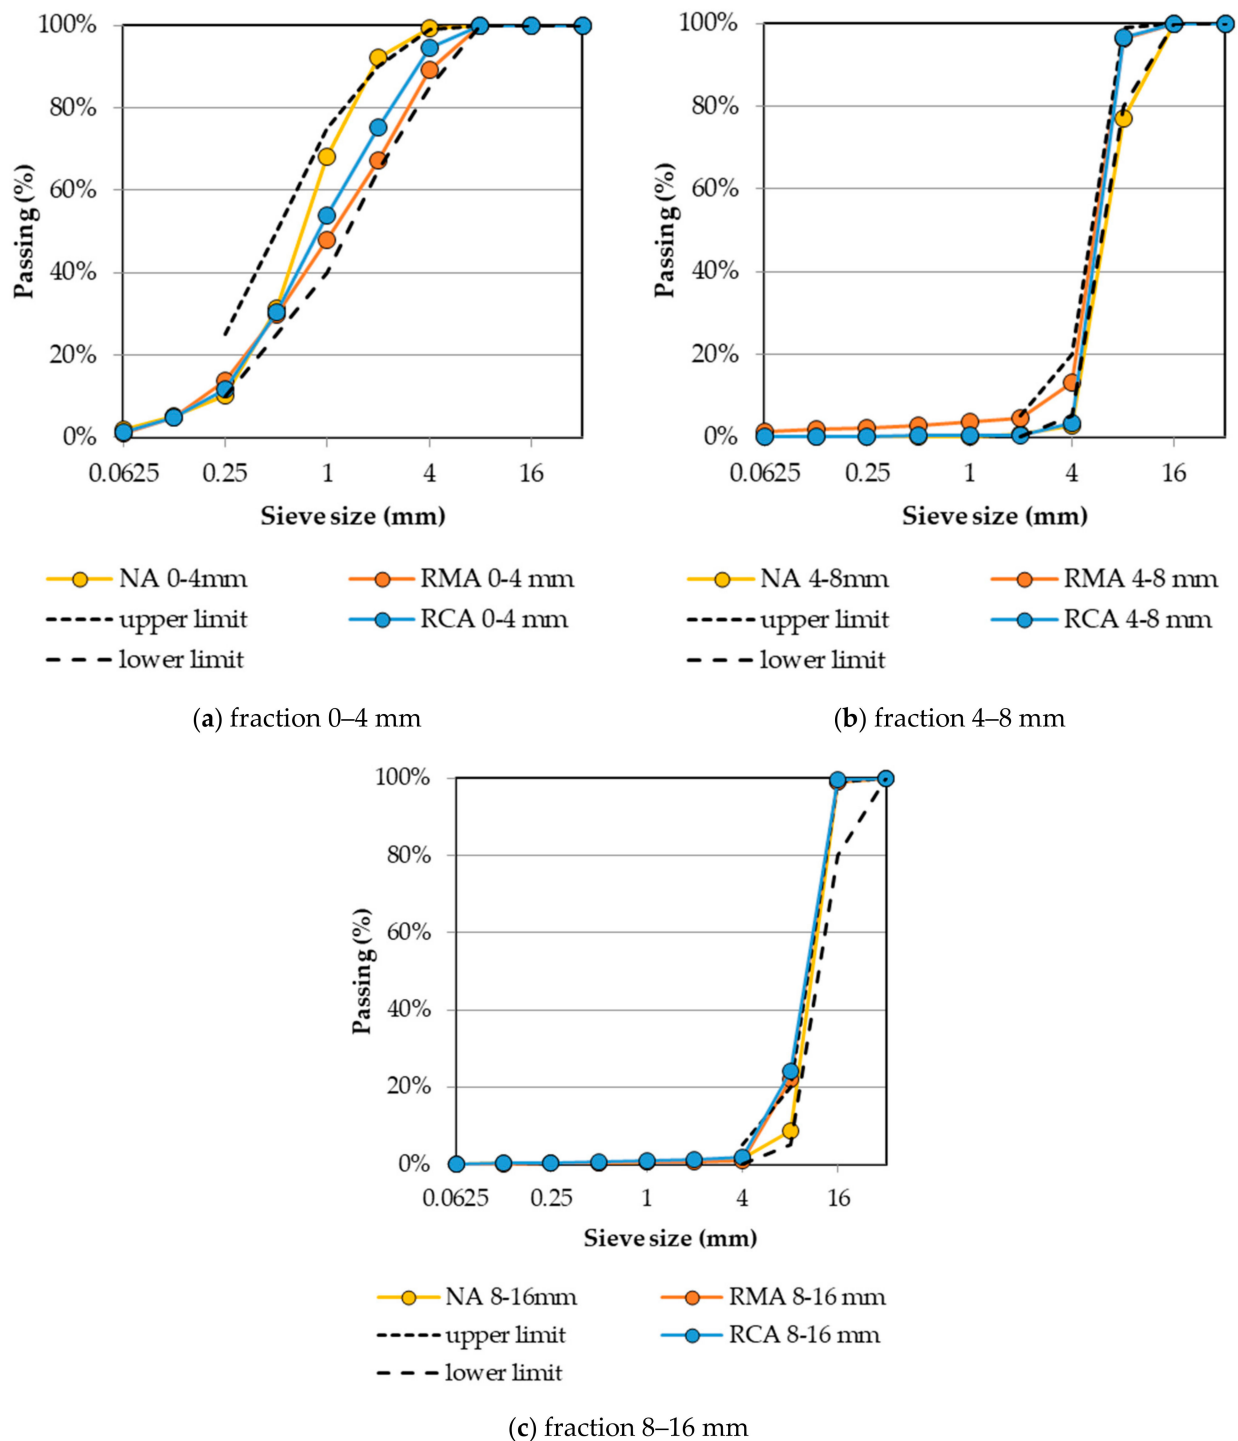 100%
80%
60%
40%
20%
0%
Passing (%)
0.0625 0.25 1 4 16
Sieve size (mm)
NA 0-4mm RMA 0-4 mm
upper limit RCA 0-4 mm
lower limit
(a) fraction 0–4 mm
100%
80%
60%
40%
20%
0%
Passing (%)
0.0625 0.25 1 4 16
Sieve size (mm)
NA 4-8mm RMA 4-8 mm
upper limit RCA 4-8 mm
lower limit
(b) fraction 4–8 mm
100%
80%
60%
40%
20%
0%
Passing (%)
0.0625 0.25 1 4 16
Sieve size (mm)
NA 8-16mm RMA 8-16 mm
upper limit RCA 8-16 mm
lower limit
(c) fraction 8–16 mm